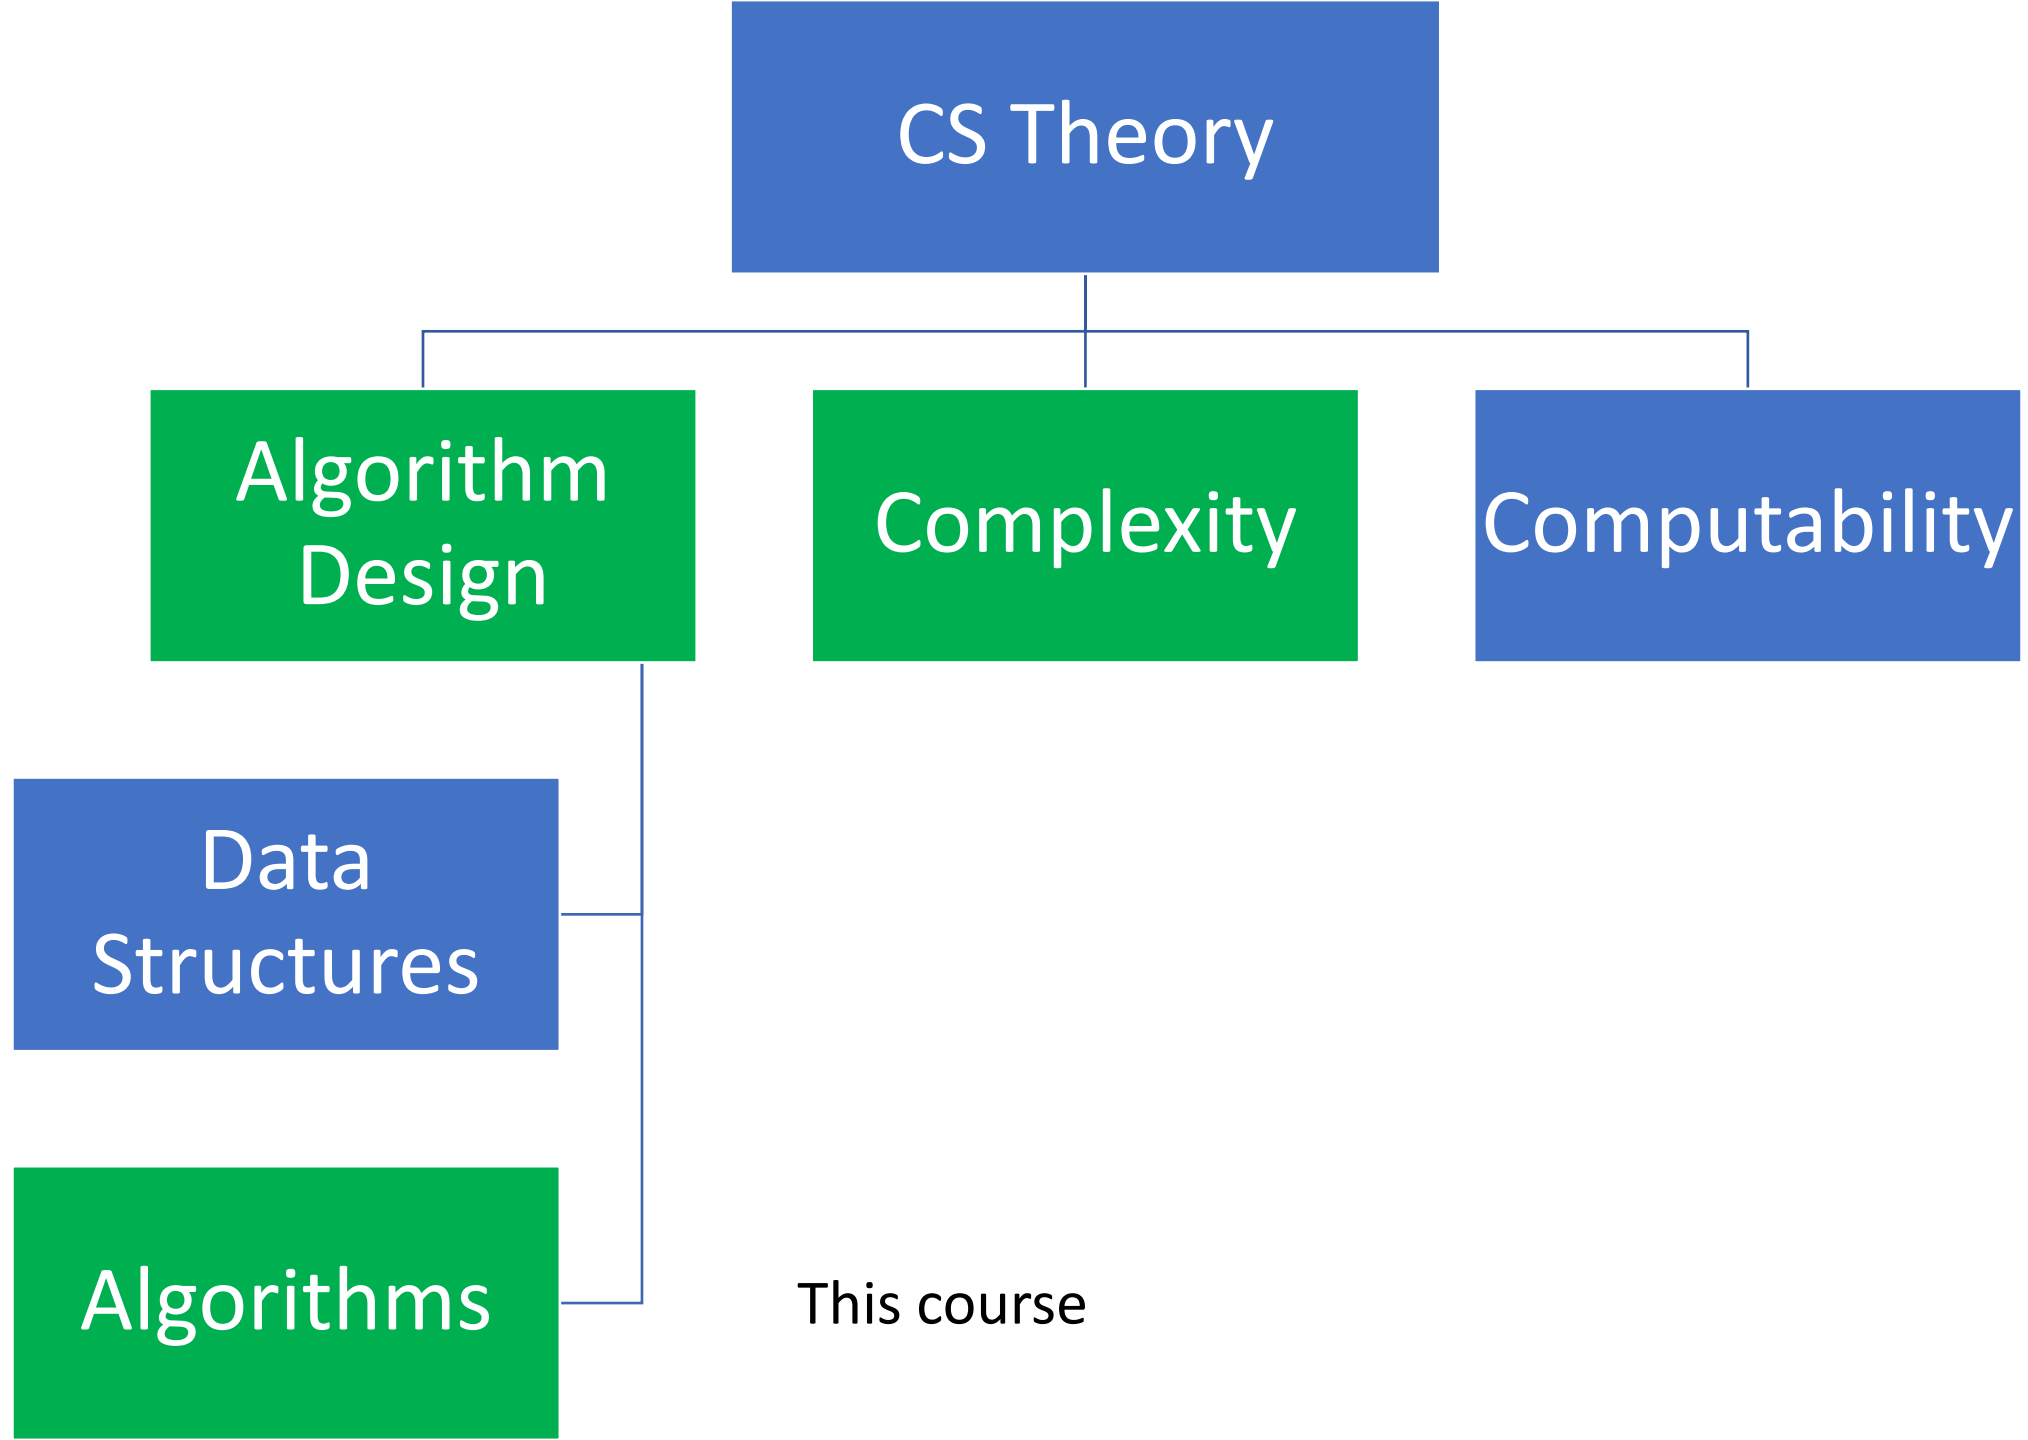 CS Theory
Algorithm
Design
Complexity
Computability
Data
Structures
Algorithms
This course